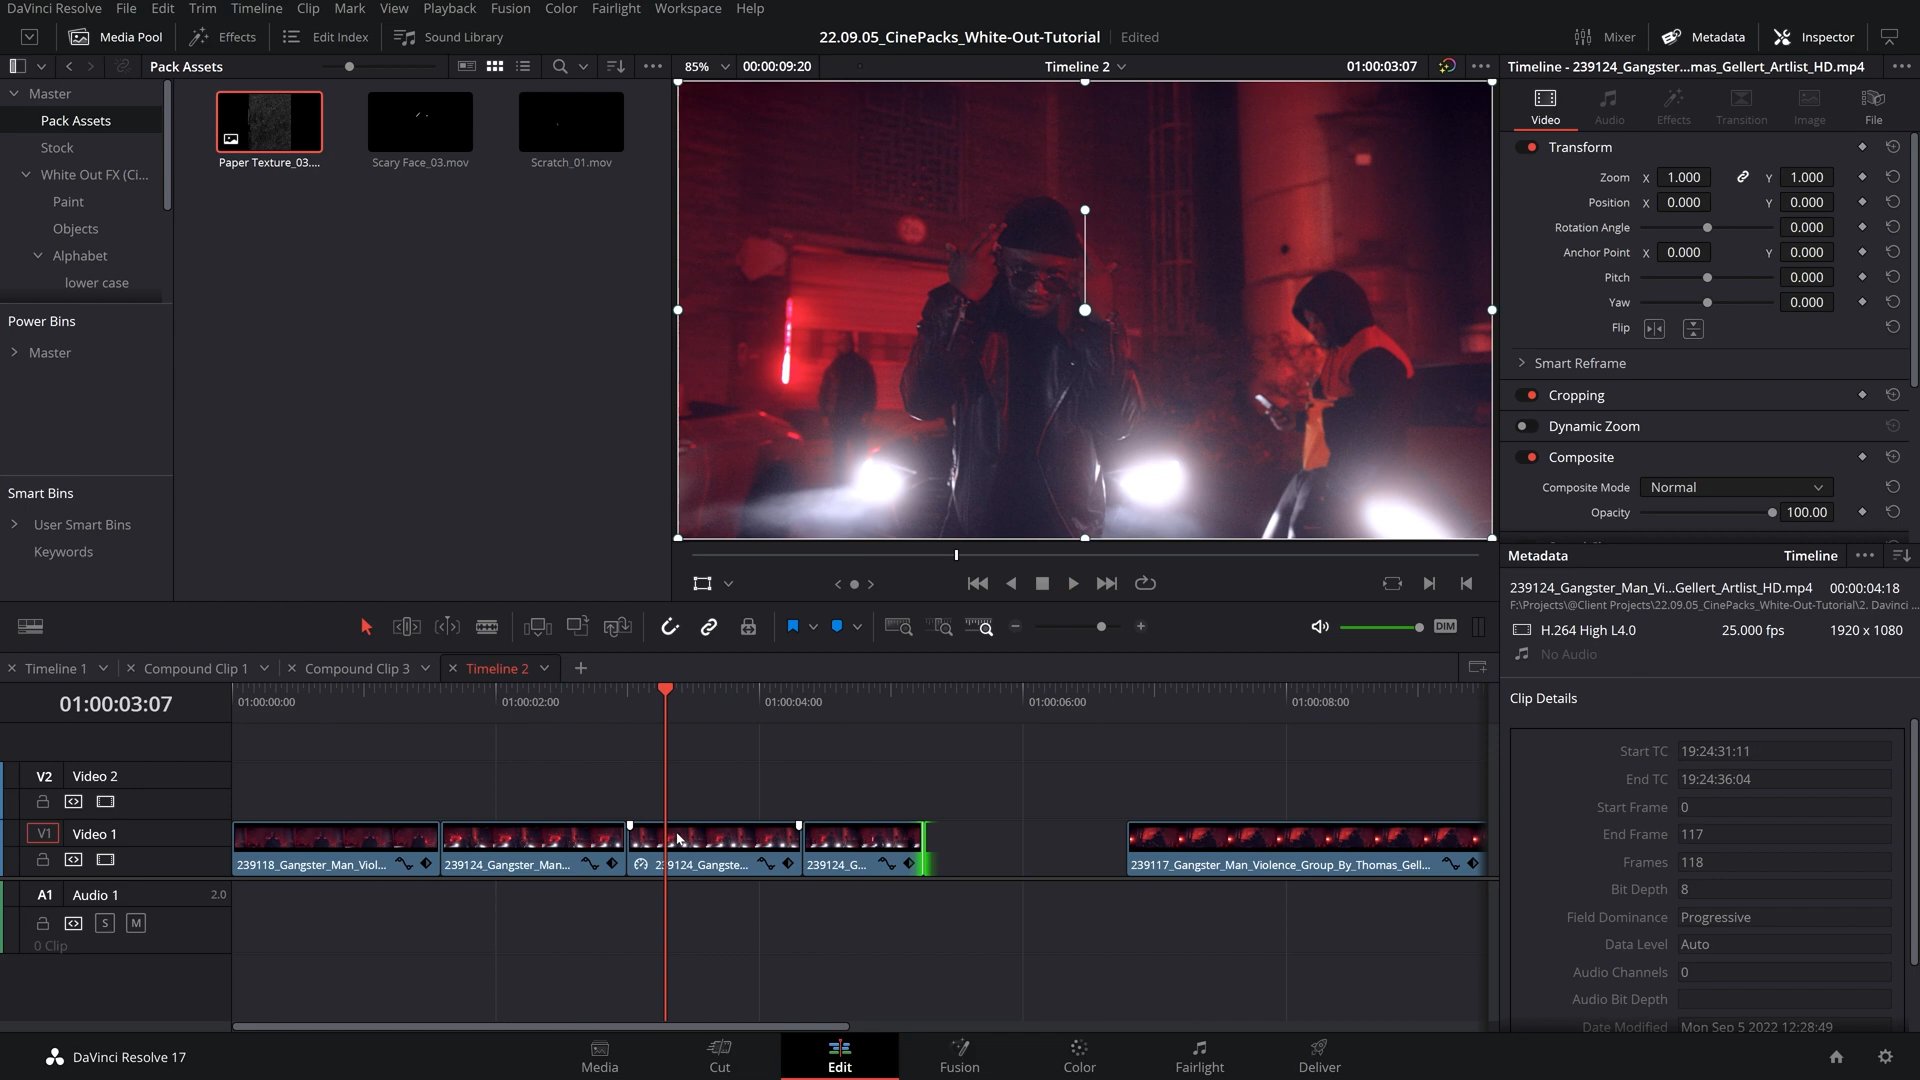 DaVinci Resolve File Edit Trim Timeline Clip Mark View Playback Fusion Color Fairlight Workspace Help
Media Pool Effects Edit Index Sound Library 22.09.05_CinePacks_White-Out-Tutorial Edited Mixer Metadata Inspector
Pack Assets 85% 00:00:09:20 Timeline 2 01:00:03:07 Timeline - 239124_Gangster...mas_Gellert_Artlist_HD.mp4
Master
Pack Assets
Stock
White Out FX (Ci...
Paint
Objects
Alphabet
lower case
Power Bins
Master
Smart Bins
User Smart Bins
Keywords
Paper Texture_03.... Scary Face_03.mov Scratch_01.mov
Video Audio Effects Transition Image File
Transform
Zoom X 1.000 Y 1.000
Position X 0.000 Y 0.000
Rotation Angle 0.000
Anchor Point X 0.000 Y 0.000
Pitch 0.000
Yaw 0.000
Flip
Smart Reframe
Cropping
Dynamic Zoom
Composite
Composite Mode Normal
Opacity 100.00
Metadata Timeline
239124_Gangster_Man_Vi...Gellert_Artlist_HD.mp4 00:00:04:18
F:\Projects\@Client Projects\22.09.05_CinePacks_White-Out-Tutorial\2. Davinci ...
H.264 High L4.0 25.000 fps 1920 x 1080
No Audio
Clip Details
Start TC 19:24:31:11
End TC 19:24:36:04
Start Frame 0
End Frame 117
Frames 118
Bit Depth 8
Field Dominance Progressive
Data Level Auto
Audio Channels 0
Audio Bit Depth
Date Modified Mon Sep 5 2022 12:28:49
DIM
Timeline 1 Compound Clip 1 Compound Clip 3 Timeline 2
01:00:03:07 01:00:00:00 01:00:02:00 01:00:04:00 01:00:06:00 01:00:08:00
V2 Video 2
V1 Video 1
239118_Gangster_Man_Viol... 239124_Gangster_Man... 239124_Gangste... 239124_G... 239117_Gangster_Man_Violence_Group_By_Thomas_Gell...
A1 Audio 1 2.0
S M
0 Clip
DaVinci Resolve 17 Media Cut Edit Fusion Color Fairlight Deliver